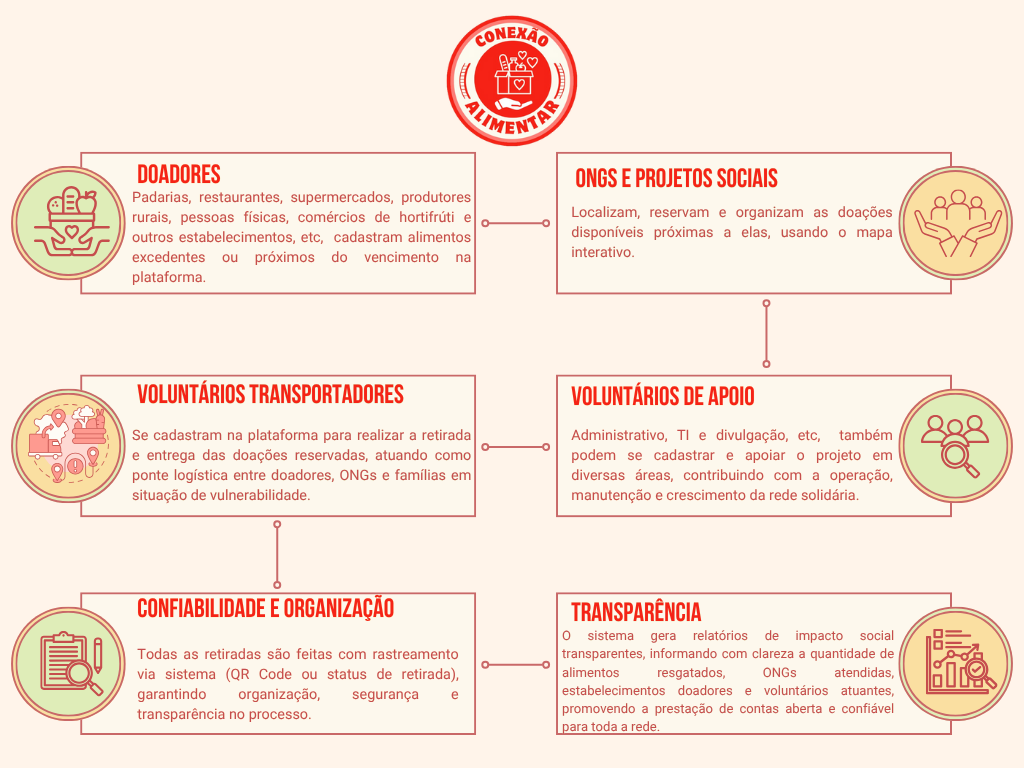 CONEXÃO
ALIMENTAR
DOADORES
Padarias, restaurantes, supermercados, produtores
rurais, pessoas físicas, comércios de hortifrúti e
outros estabelecimentos, etc, cadastram alimentos
excedentes ou próximos do vencimento na
plataforma.
ONGS E PROJETOS SOCIAIS
Localizam, reservam e organizam as doações
disponíveis próximas a elas, usando o mapa
interativo.
VOLUNTÁRIOS TRANSPORTADORES
Se cadastram na plataforma para realizar a retirada
e entrega das doações reservadas, atuando como
ponte logística entre doadores, ONGs e famílias em
situação de vulnerabilidade.
VOLUNTÁRIOS DE APOIO
Administrativo, TI e divulgação, etc, também
podem se cadastrar e apoiar o projeto em
diversas áreas, contribuindo com a operação,
manutenção e crescimento da rede solidária.
CONFIABILIDADE E ORGANIZAÇÃO
Todas as retiradas são feitas com rastreamento
via sistema (QR Code ou status de retirada),
garantindo organização, segurança e
transparência no processo.
TRANSPARÊNCIA
O sistema gera relatórios de impacto social
transparentes, informando com clareza a quantidade de
alimentos resgatados, ONGs atendidas,
estabelecimentos doadores e voluntários atuantes,
promovendo a prestação de contas aberta e confiável
para toda a rede.